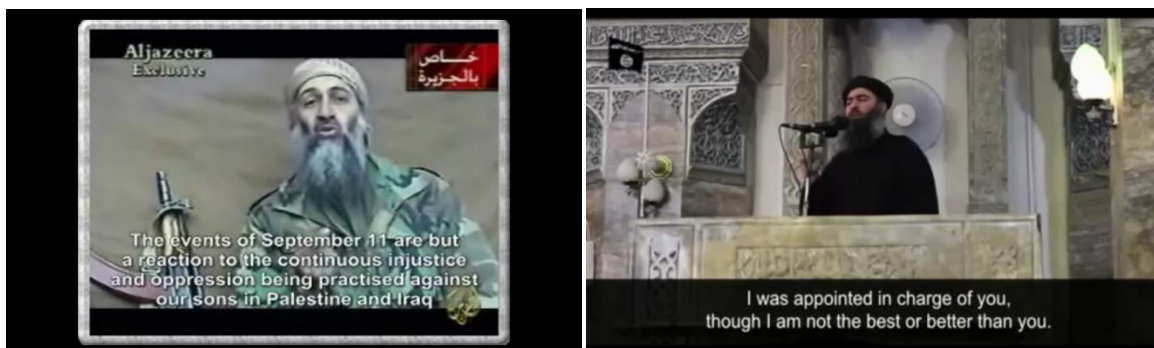 Aljazeera
Exclusive
خاص
بالجزيرة
The events of September 11 are but
a reaction to the continuous injustice
and oppression being practised against
our sons in Palestine and Iraq
I was appointed in charge of you,
though I am not the best or better than you.